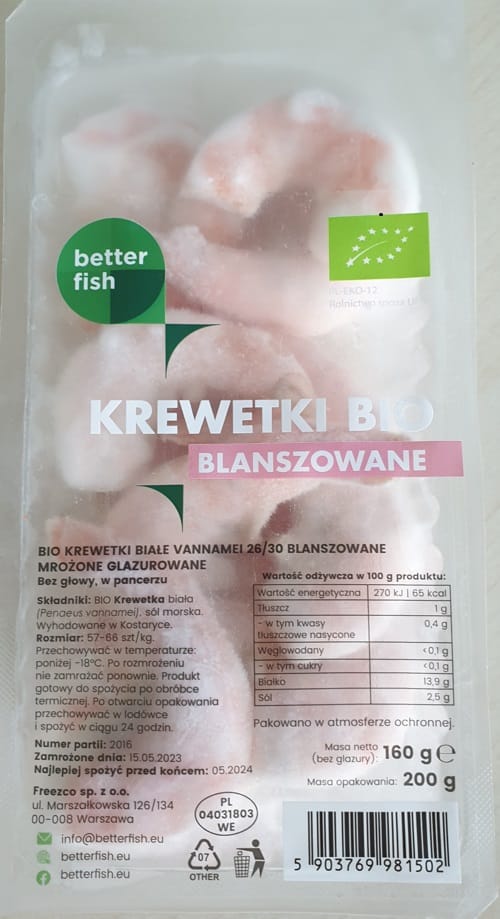 better
fish
PL-EKO-12
Rolnictwo spoza UE
KREWETKI BIO
BLANSZOWANE
BIO KREWETKI BIAŁE VANNAMEI 26/30 BLANSZOWANE
MROŻONE GLAZUROWANE
Bez głowy, w pancerzu
Składniki: BIO Krewetka biała
(Penaeus vannamei), sól morska.
Wyhodowane w Kostaryce.
Rozmiar: 57-66 szt/kg.
Przechowywać w temperaturze:
poniżej -18°C. Po rozmrożeniu
nie zamrażać ponownie. Produkt
gotowy do spożycia po obróbce
termicznej. Po otwarciu opakowania
przechowywać w lodówce
i spożyć w ciągu 24 godzin.
Numer partii: 2016
Zamrożone dnia: 15.05.2023
Najlepiej spożyć przed końcem: 05.2024
Freezco sp. z o.o.
ul. Marszałkowska 126/134
00-008 Warszawa
info@betterfish.eu
betterfish.eu
betterfish.eu
Wartość odżywcza w 100 g produktu:
Wartość energetyczna 270 kJ | 65 kcal
Tłuszcz 1 g
- w tym kwasy 0,4 g
tłuszczowe nasycone
Węglowodany <0,1 g
- w tym cukry <0,1 g
Białko 13,9 g
Sól 2,5 g
Pakowano w atmosferze ochronnej.
Masa netto
(bez glazury): 160 g e
Masa opakowania: 200 g
PL
04031803
WE
07
OTHER
5 903769 981502